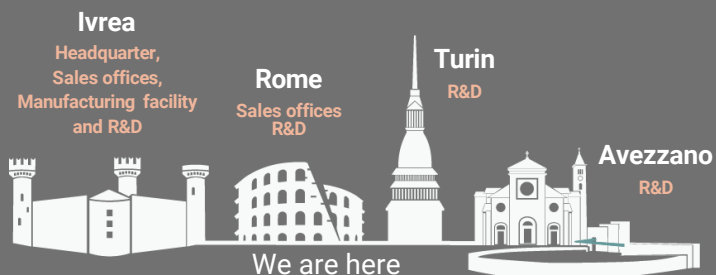 Ivrea
Headquarter,
Sales offices,
Manufacturing facility
and R&D
Rome
Sales offices
R&D
Turin
R&D
Avezzano
R&D
We are here